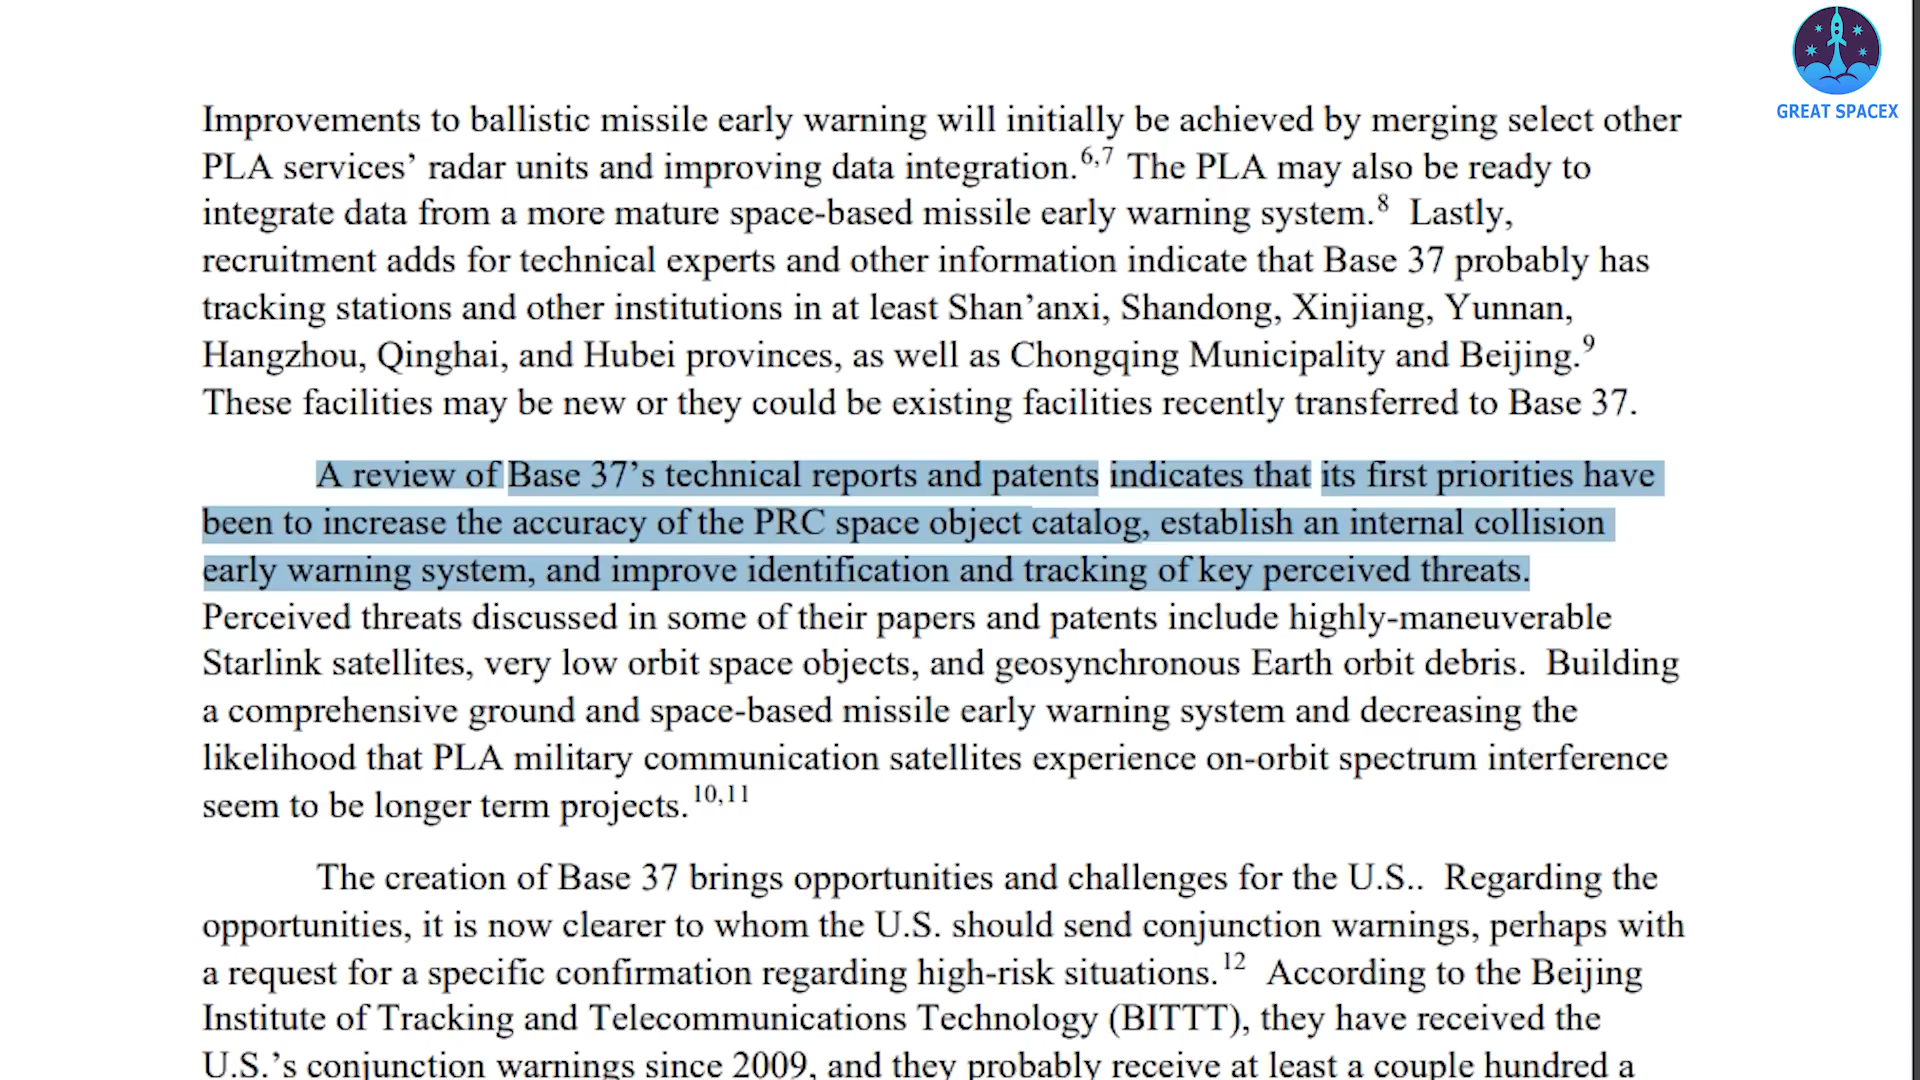 GREAT SPACEX
Improvements to ballistic missile early warning will initially be achieved by merging select other
PLA services’ radar units and improving data integration.6,7 The PLA may also be ready to
integrate data from a more mature space-based missile early warning system.8 Lastly,
recruitment adds for technical experts and other information indicate that Base 37 probably has
tracking stations and other institutions in at least Shan’anxi, Shandong, Xinjiang, Yunnan,
Hangzhou, Qinghai, and Hubei provinces, as well as Chongqing Municipality and Beijing.9
These facilities may be new or they could be existing facilities recently transferred to Base 37.
A review of Base 37’s technical reports and patents indicates that its first priorities have
been to increase the accuracy of the PRC space object catalog, establish an internal collision
early warning system, and improve identification and tracking of key perceived threats.
Perceived threats discussed in some of their papers and patents include highly-maneuverable
Starlink satellites, very low orbit space objects, and geosynchronous Earth orbit debris. Building
a comprehensive ground and space-based missile early warning system and decreasing the
likelihood that PLA military communication satellites experience on-orbit spectrum interference
seem to be longer term projects.10,11
The creation of Base 37 brings opportunities and challenges for the U.S.. Regarding the
opportunities, it is now clearer to whom the U.S. should send conjunction warnings, perhaps with
a request for a specific confirmation regarding high-risk situations.12 According to the Beijing
Institute of Tracking and Telecommunications Technology (BITTT), they have received the
U.S.’s conjunction warnings since 2009, and they probably receive at least a couple hundred a